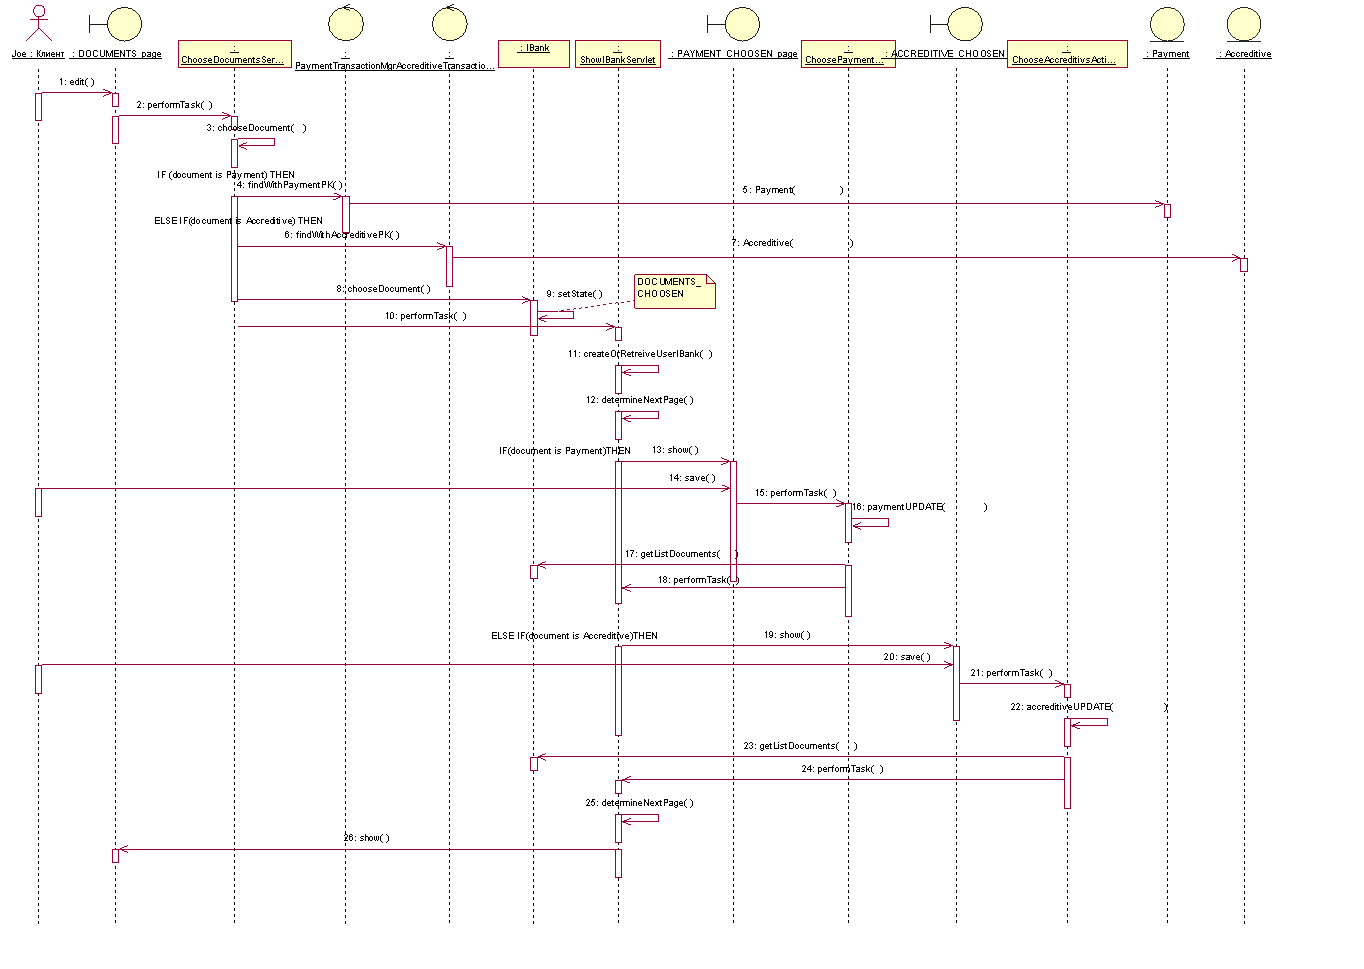 Joe : Клиент
: DOCUMENTS_page
:
ChooseDocumentsSer...
:
PaymentTransactionMgr
:
AccreditiveTransactio...
: IBank
:
ShowIBankServlet
: PAYMENT_CHOOSEN_page
:
ChoosePayment...
: ACCREDITIVE_CHOOSEN
:
ChooseAccreditivsActi...
: Payment
: Accreditive
1: edit( )
2: performTask( )
3: chooseDocument( )
IF (document is Payment) THEN
4: findWithPaymentPK( )
5: Payment( )
ELSE IF(document is Accreditive) THEN
6: findWithAccreditivePK( )
7: Accreditive( )
DOCUMENTS_
CHOOSEN
8: chooseDocument( )
9: setState( )
10: performTask( )
11: createOrRetreiveUserIBank( )
12: determineNextPage( )
IF(document is Payment)THEN
13: show( )
14: save( )
15: performTask( )
16: paymentUPDATE( )
17: getListDocuments( )
18: performTask( )
ELSE IF(document is Accreditive)THEN
19: show( )
20: save( )
21: performTask( )
22: accreditiveUPDATE( )
23: getListDocuments( )
24: performTask( )
25: determineNextPage( )
26: show( )